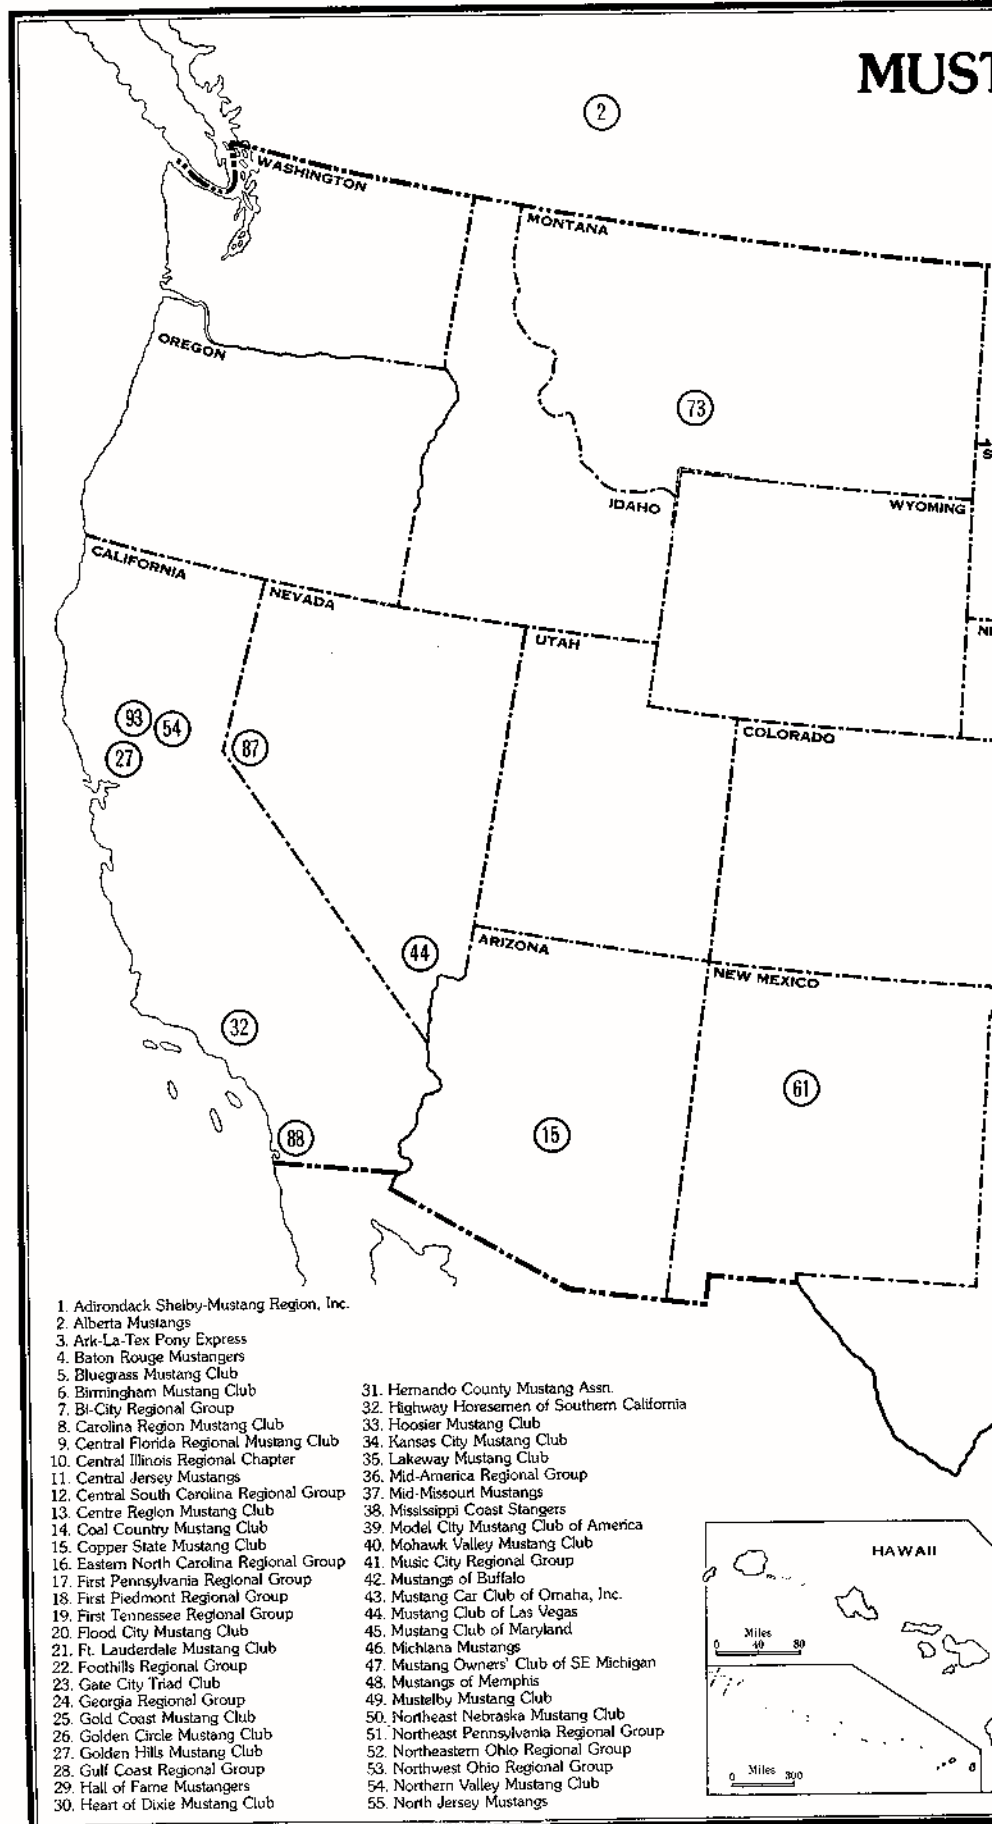 MUST
2
WASHINGTON
MONTANA
OREGON
73
IDAHO
WYOMING
S
CALIFORNIA
NEVADA
UTAH
NE
93
54
27
87
COLORADO
44
ARIZONA
NEW MEXICO
32
61
88
15
1. Adirondack Shelby-Mustang Region, Inc.
2. Alberta Mustangs
3. Ark-La-Tex Pony Express
4. Baton Rouge Mustangers
5. Bluegrass Mustang Club
6. Birmingham Mustang Club
7. Bi-City Regional Group
8. Carolina Region Mustang Club
9. Central Florida Regional Mustang Club
10. Central Illinois Regional Chapter
11. Central Jersey Mustangs
12. Central South Carolina Regional Group
13. Centre Region Mustang Club
14. Coal Country Mustang Club
15. Copper State Mustang Club
16. Eastern North Carolina Regional Group
17. First Pennsylvania Regional Group
18. First Piedmont Regional Group
19. First Tennessee Regional Group
20. Flood City Mustang Club
21. Ft. Lauderdale Mustang Club
22. Foothills Regional Group
23. Gate City Triad Club
24. Georgia Regional Group
25. Gold Coast Mustang Club
26. Golden Circle Mustang Club
27. Golden Hills Mustang Club
28. Gulf Coast Regional Group
29. Hall of Fame Mustangers
30. Heart of Dixie Mustang Club
31. Hernando County Mustang Assn.
32. Highway Horesemen of Southern California
33. Hoosier Mustang Club
34. Kansas City Mustang Club
35. Lakeway Mustang Club
36. Mid-America Regional Group
37. Mid-Missouri Mustangs
38. Mississippi Coast Stangers
39. Model City Mustang Club of America
40. Mohawk Valley Mustang Club
41. Music City Regional Group
42. Mustangs of Buffalo
43. Mustang Car Club of Omaha, Inc.
44. Mustang Club of Las Vegas
45. Mustang Club of Maryland
46. Michiana Mustangs
47. Mustang Owners' Club of SE Michigan
48. Mustangs of Memphis
49. Mustelby Mustang Club
50. Northeast Nebraska Mustang Club
51. Northeast Pennsylvania Regional Group
52. Northeastern Ohio Regional Group
53. Northwest Ohio Regional Group
54. Northern Valley Mustang Club
55. North Jersey Mustangs
HAWAII
Miles
0 40 80
Miles
0 300